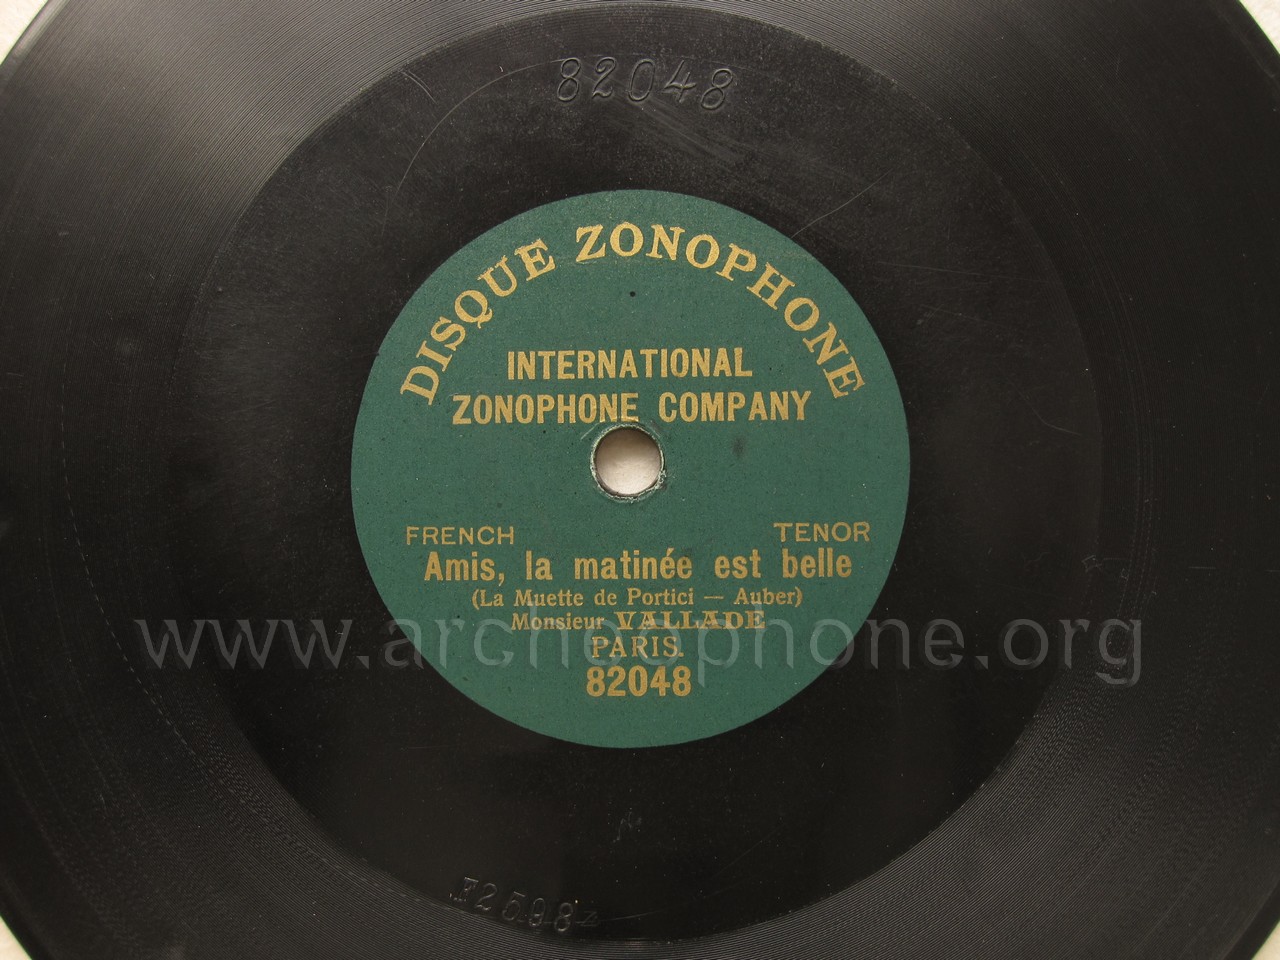 82048
DISQUE ZONOPHONE
INTERNATIONAL
ZONOPHONE COMPANY
FRENCH TENOR
Amis, la matinée est belle
(La Muette de Portici — Auber)
Monsieur VALLADE
PARIS.
www.archeophone.org
82048
2598